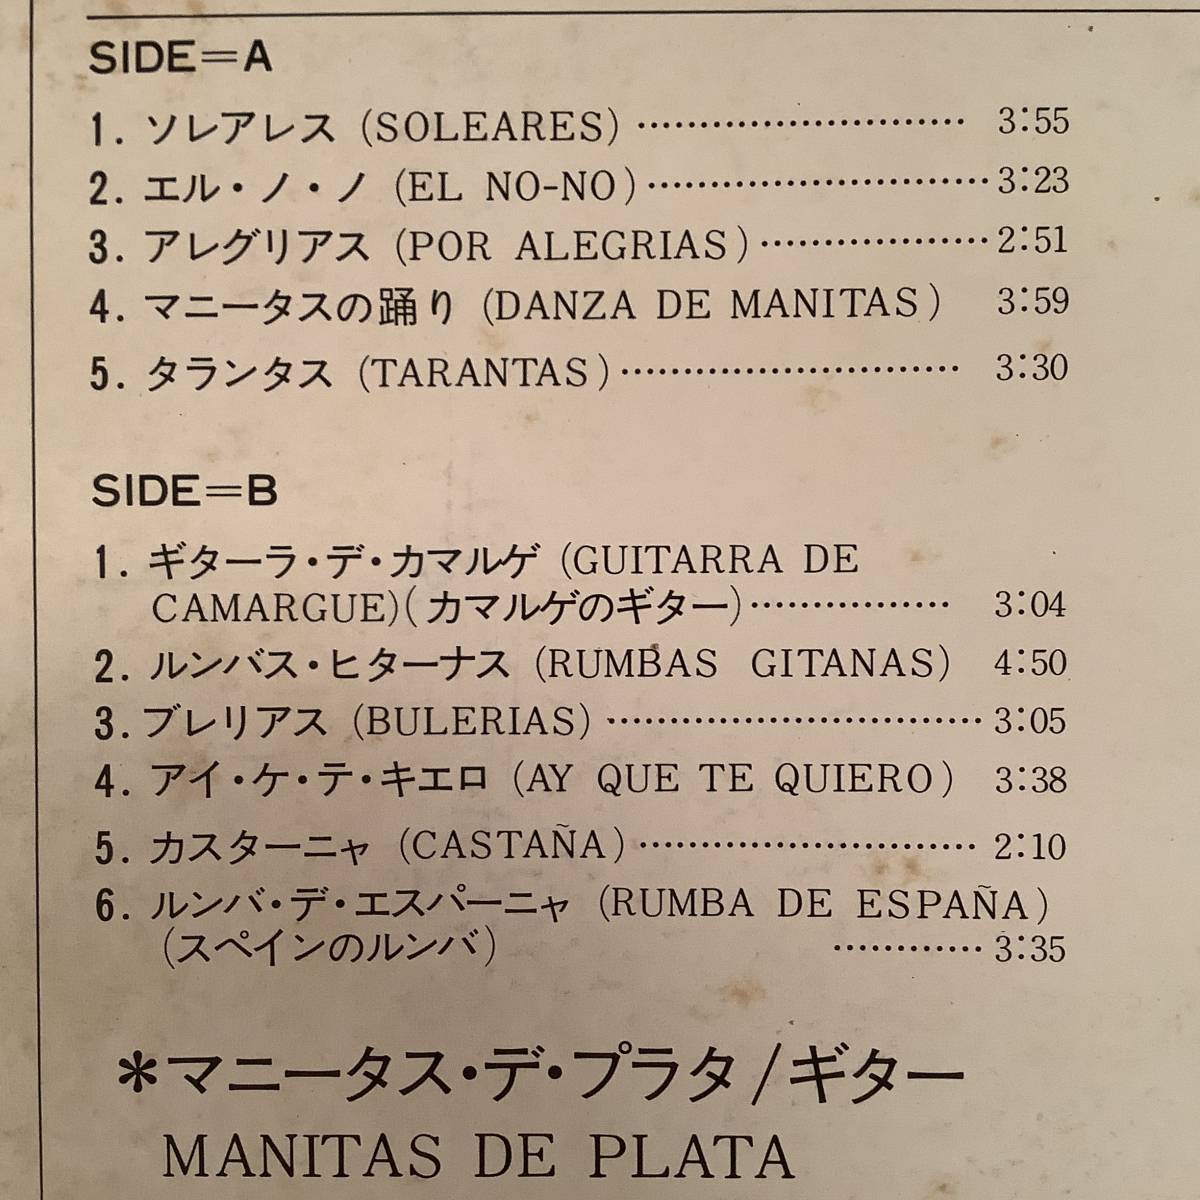 SIDE=A
1. ソレアレス (SOLEARES) ………………………… 3:55
2. エル・ノ・ノ (EL NO-NO) ………………………… 3:23
3. アレグリアス (POR ALEGRIAS) ………………… 2:51
4. マニータスの踊り (DANZA DE MANITAS) 3:59
5. タランタス (TARANTAS) ………………………… 3:30
SIDE=B
1. ギターラ・デ・カマルゲ (GUITARRA DE
CAMARGUE)(カマルゲのギター) ……………… 3:04
2. ルンバス・ヒターナス (RUMBAS GITANAS) 4:50
3. ブレリアス (BULERIAS) ……………………………… 3:05
4. アイ・ケ・テ・キエロ (AY QUE TE QUIERO) 3:38
5. カスターニャ (CASTAÑA) ………………………… 2:10
6. ルンバ・デ・エスパーニャ (RUMBA DE ESPAÑA)
(スペインのルンバ) ………… 3:35
*マニータス・デ・プラタ/ギター
MANITAS DE PLATA